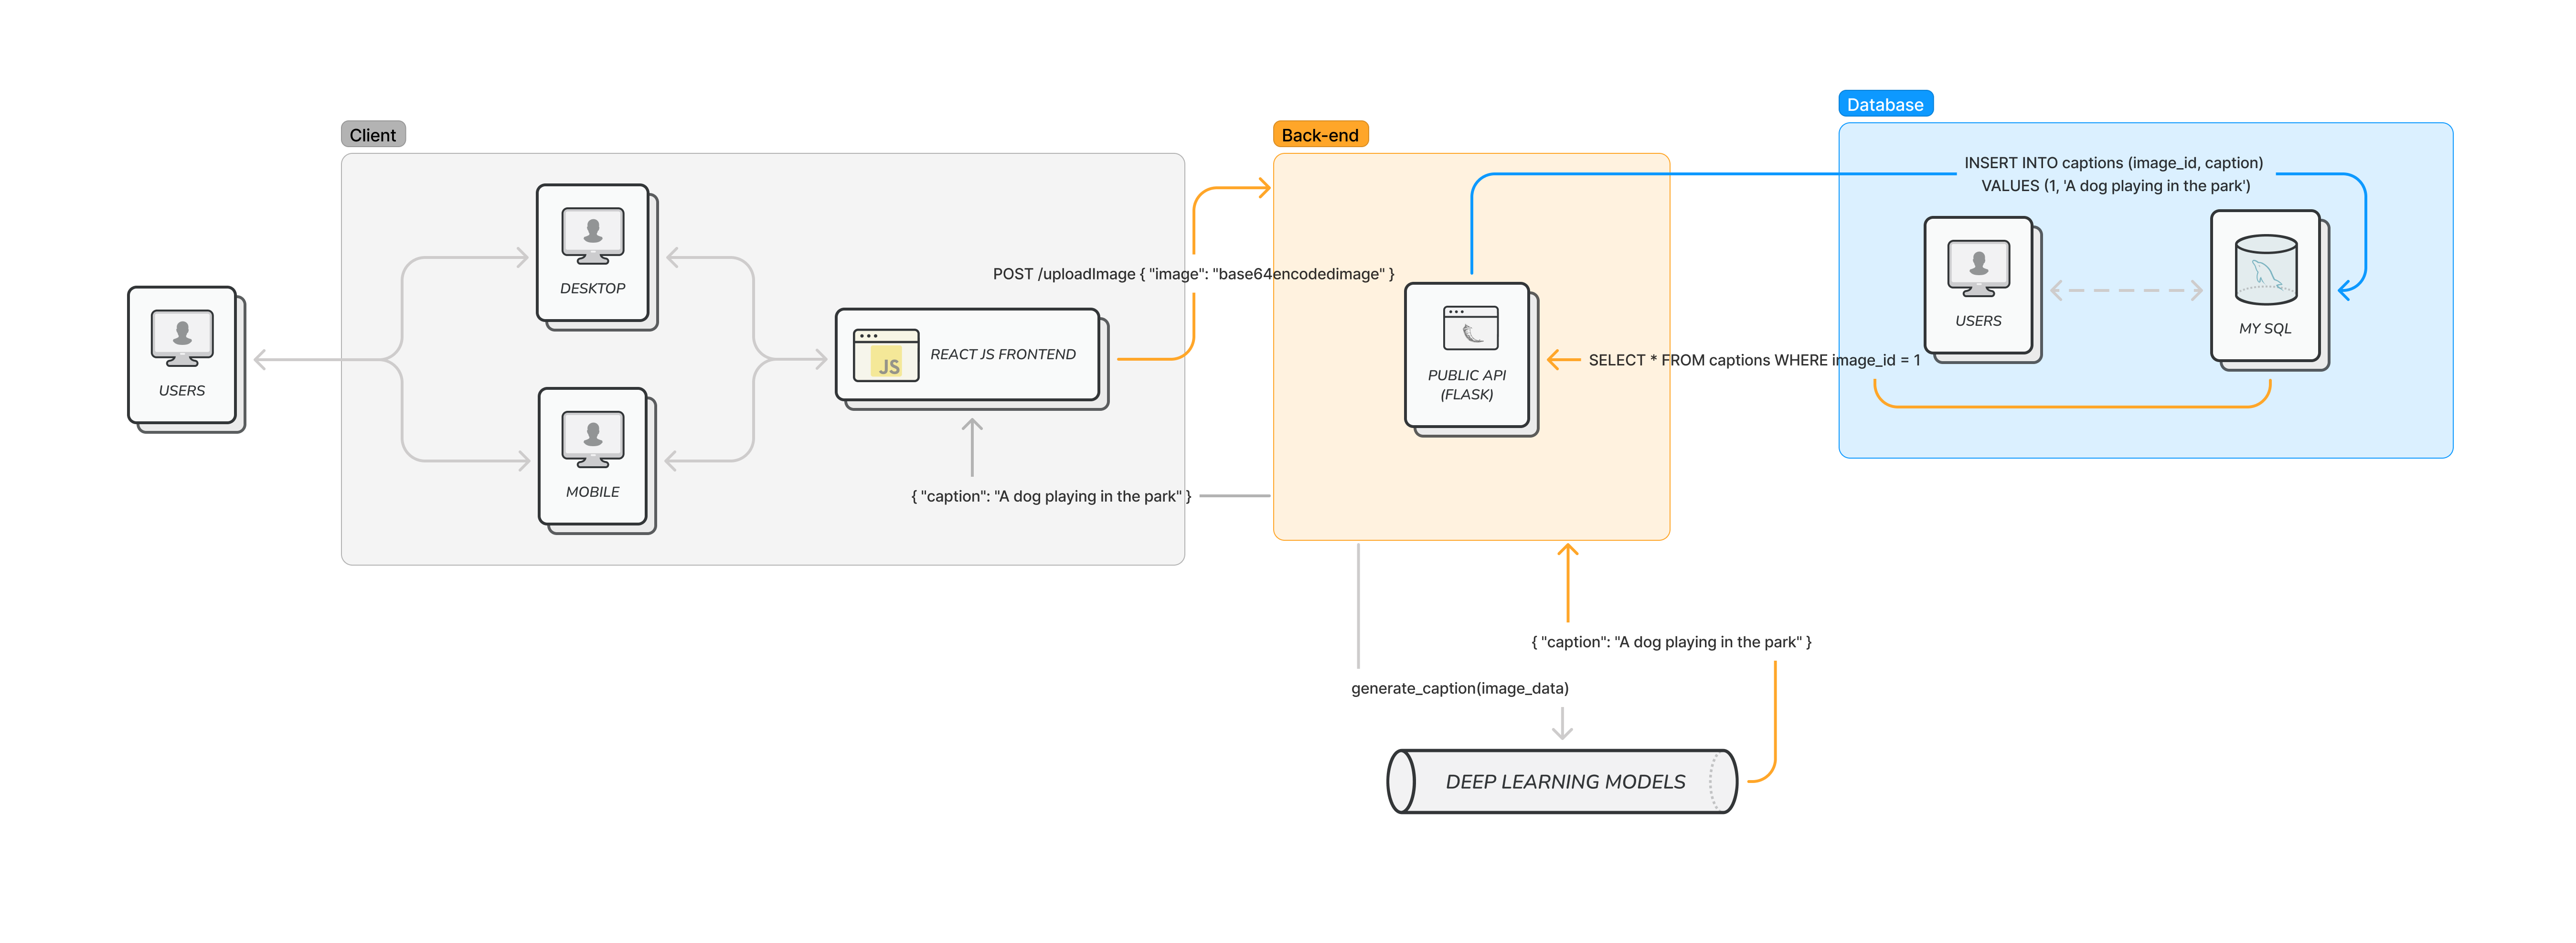 Database
Client
Back-end
INSERT INTO captions (image_id, caption)
VALUES (1, 'A dog playing in the park')
DESKTOP
POST /uploadImage { "image": "base64encodedimage" }
USERS
MY SQL
JS
REACT JS FRONTEND
SELECT * FROM captions WHERE image_id = 1
PUBLIC API
(FLASK)
USERS
MOBILE
{ "caption": "A dog playing in the park" }
{ "caption": "A dog playing in the park" }
generate_caption(image_data)
DEEP LEARNING MODELS